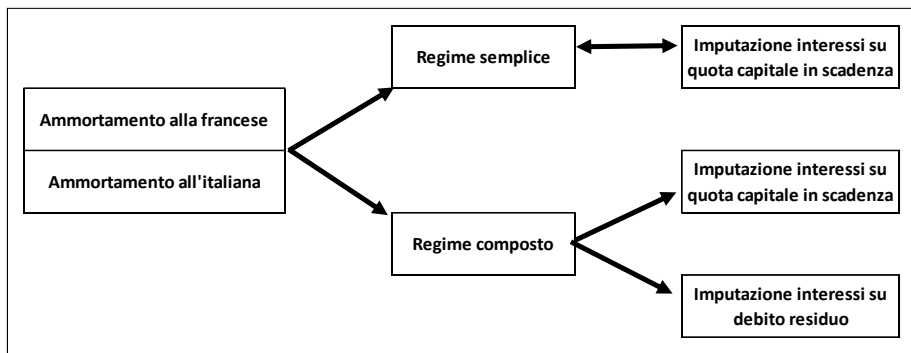 Ammortamento alla francese
Ammortamento all'italiana
Regime semplice
Regime composto
Imputazione interessi su
quota capitale in scadenza
Imputazione interessi su
quota capitale in scadenza
Imputazione interessi su
debito residuo